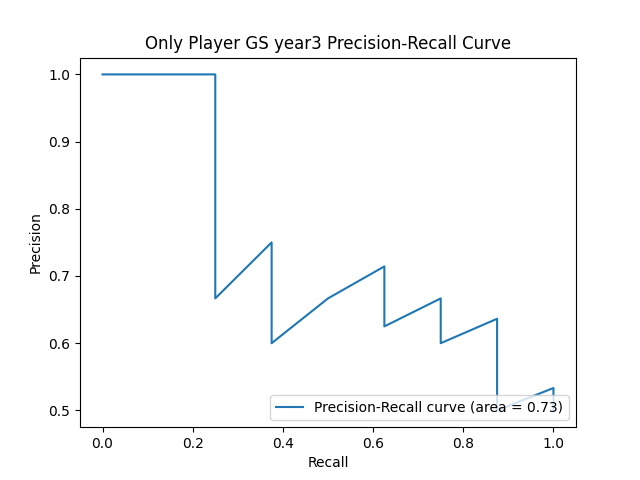 Only Player GS year3 Precision-Recall Curve
1.0
0.9
0.8
0.7
0.6
0.5
Precision
Precision-Recall curve (area = 0.73)
0.0 0.2 0.4 0.6 0.8 1.0
Recall